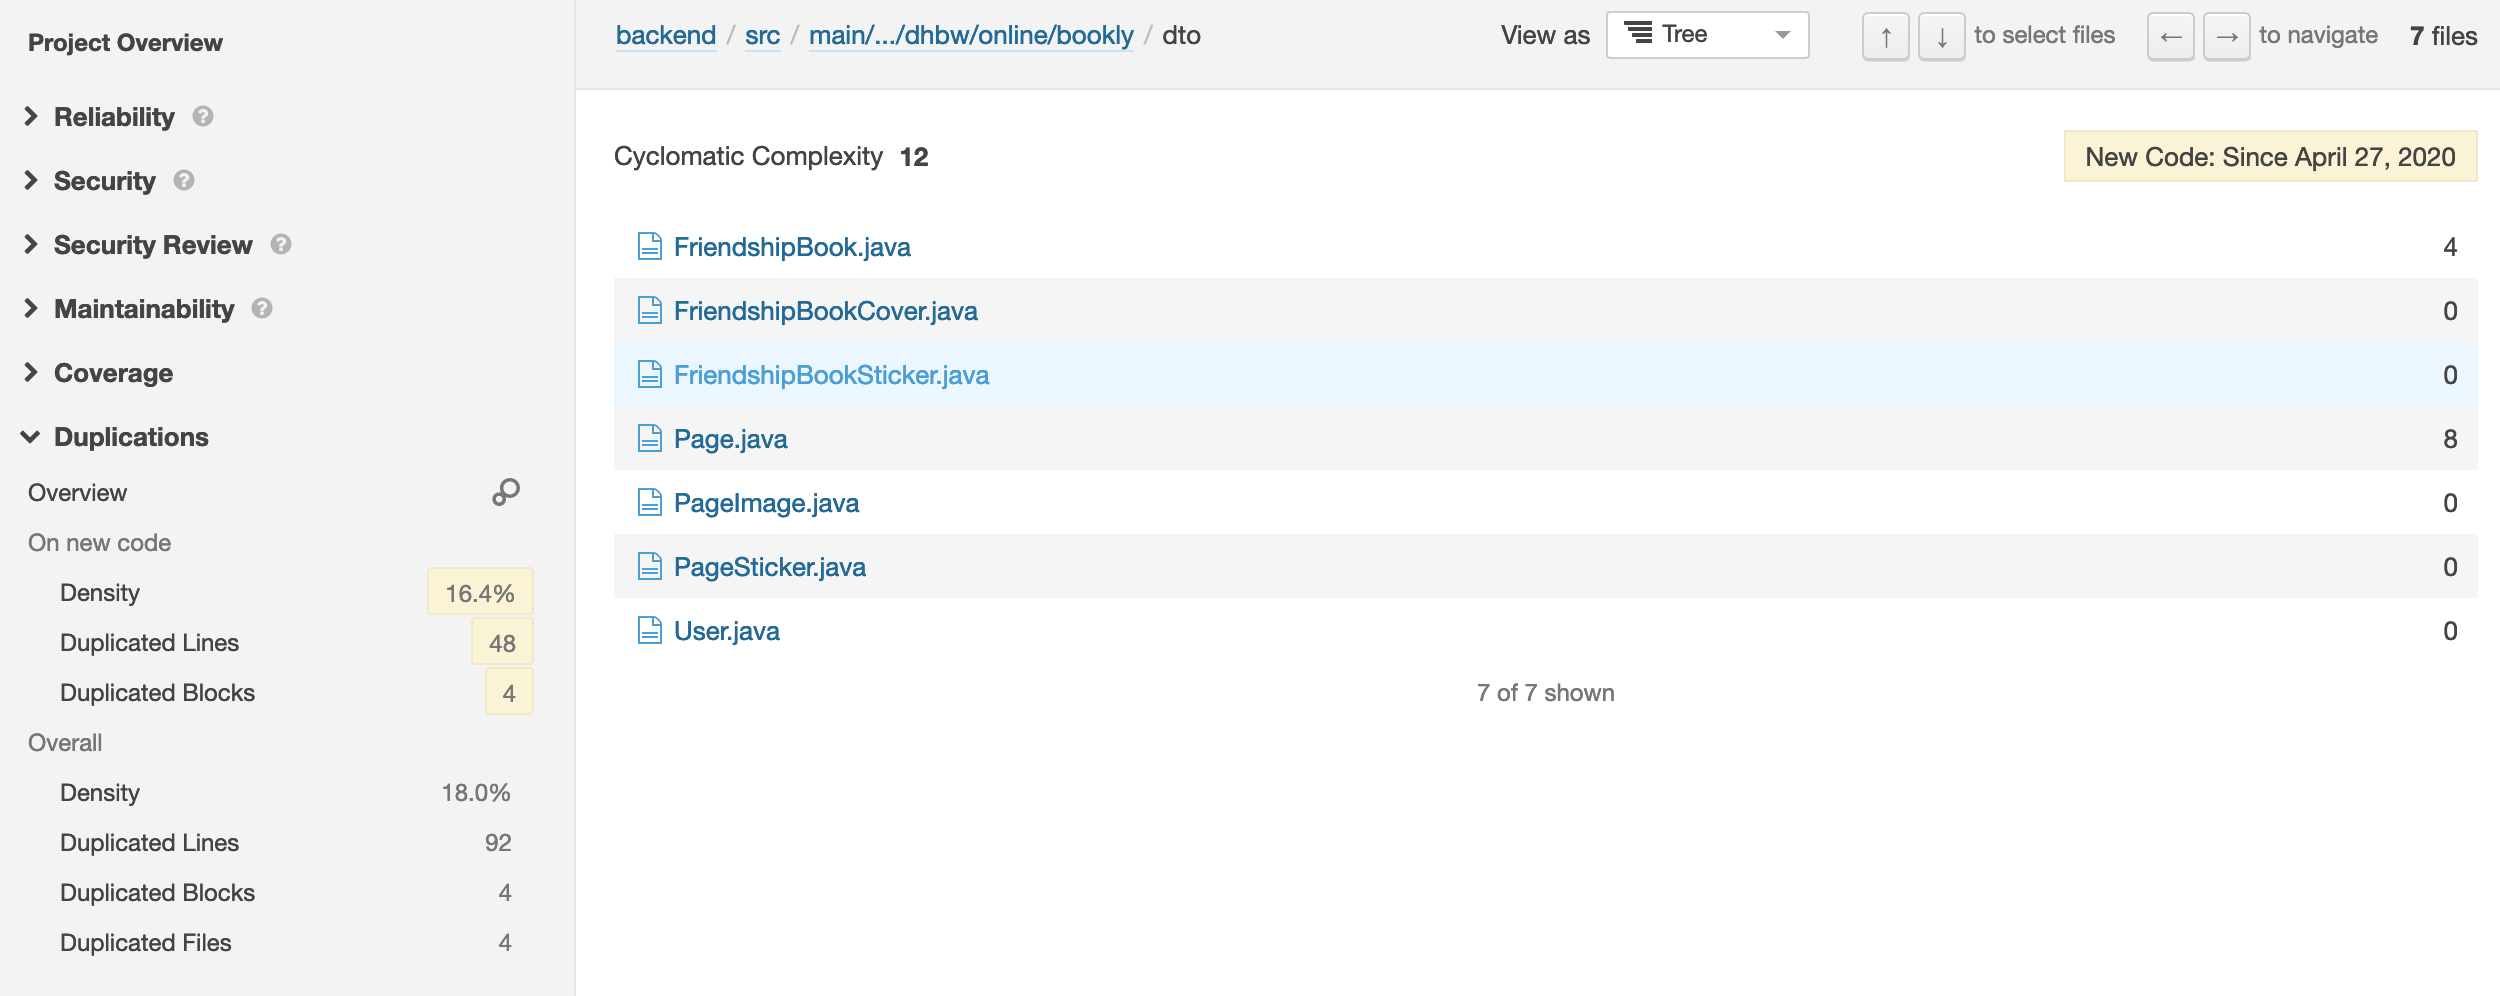 Project Overview
Reliability ?
Security ?
Security Review ?
Maintainability ?
Coverage
Duplications
Overview
On new code
Density 16.4%
Duplicated Lines 48
Duplicated Blocks 4
Overall
Density 18.0%
Duplicated Lines 92
Duplicated Blocks 4
Duplicated Files 4
backend / src / main/.../dhbw/online/bookly / dto
View as Tree ↑ ↓ to select files ← → to navigate 7 files
Cyclomatic Complexity 12
New Code: Since April 27, 2020
FriendshipBook.java 4
FriendshipBookCover.java 0
FriendshipBookSticker.java 0
Page.java 8
PageImage.java 0
PageSticker.java 0
User.java 0
7 of 7 shown